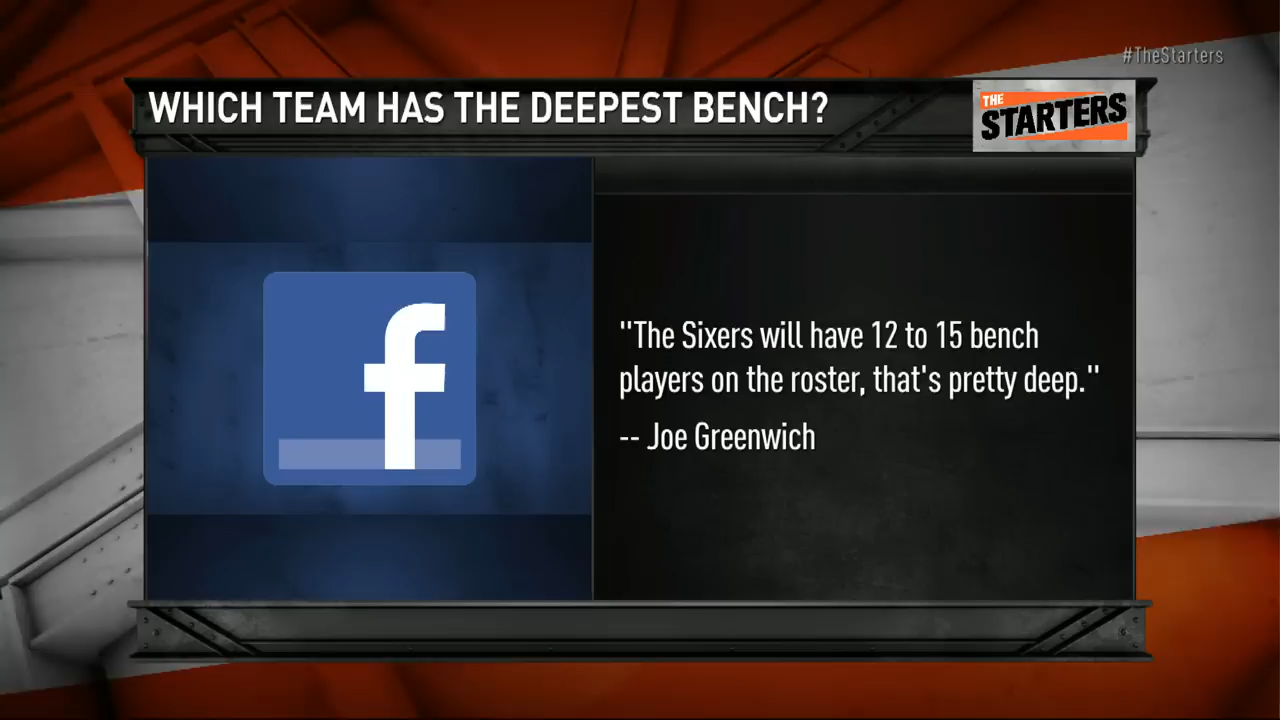 #TheStarters
WHICH TEAM HAS THE DEEPEST BENCH?
THE
STARTERS
f
"The Sixers will have 12 to 15 bench
players on the roster, that's pretty deep."
-- Joe Greenwich